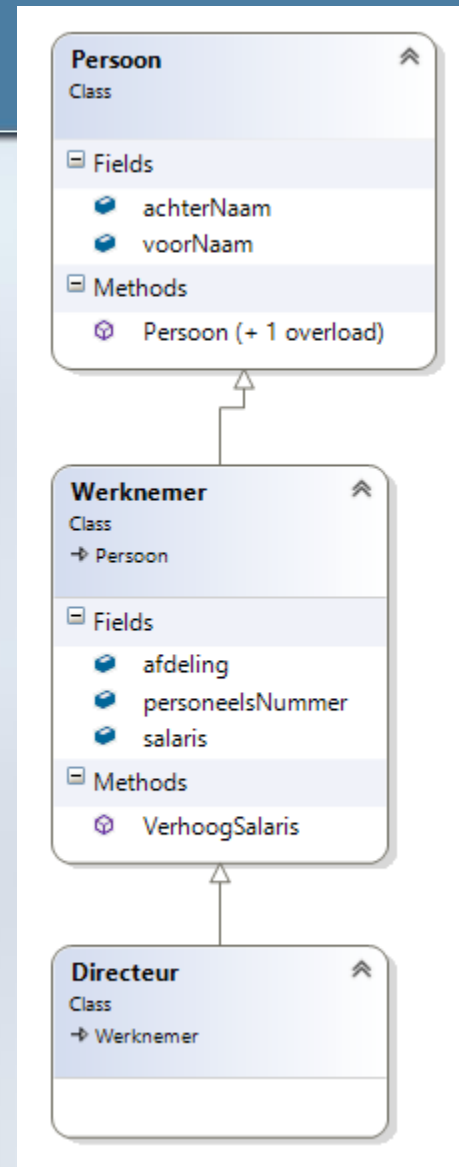 Persoon
Class
Fields
achterNaam
voorNaam
Methods
Persoon (+ 1 overload)
Werknemer
Class
Persoon
Fields
afdeling
personeelsNummer
salaris
Methods
VerhoogSalaris
Directeur
Class
Werknemer